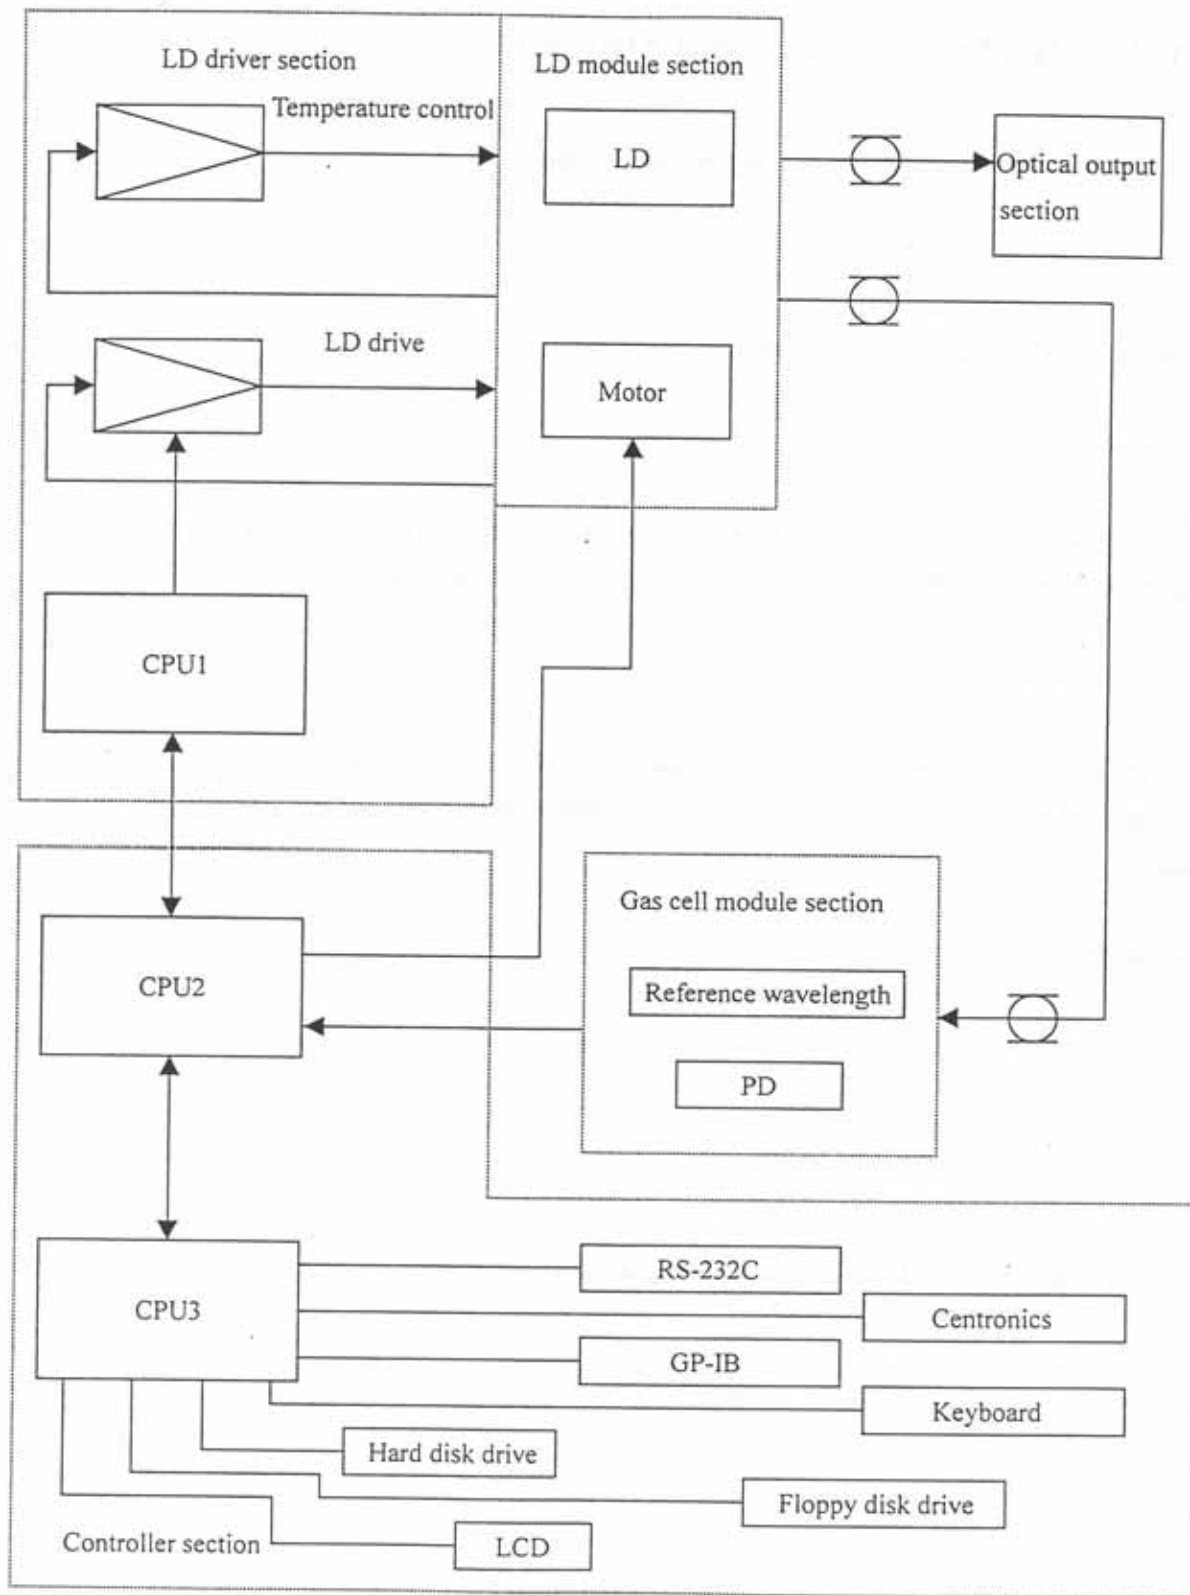 LD driver section
LD module section
Temperature control
LD
Optical output
section
LD drive
Motor
CPU1
Gas cell module section
CPU2
Reference wavelength
PD
RS-232C
CPU3
Centronics
GP-IB
Keyboard
Hard disk drive
Floppy disk drive
Controller section
LCD